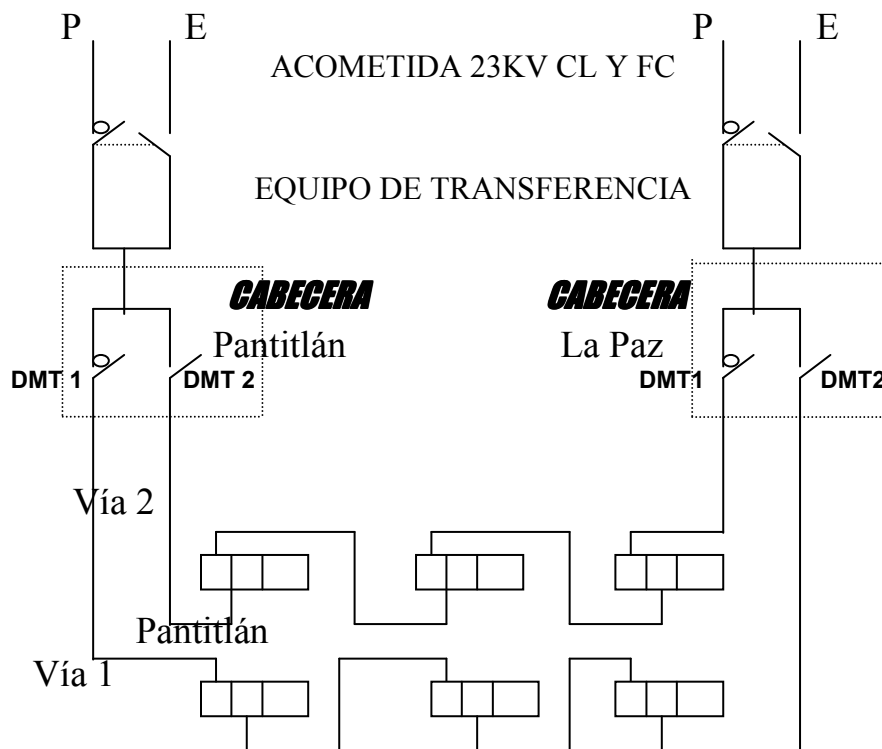 P E P E
ACOMETIDA 23KV CL Y FC
EQUIPO DE TRANSFERENCIA
CABECERA CABECERA
Pantitlán La Paz
DMT 1 DMT 2 DMT1 DMT2
Vía 2
Pantitlán
Vía 1